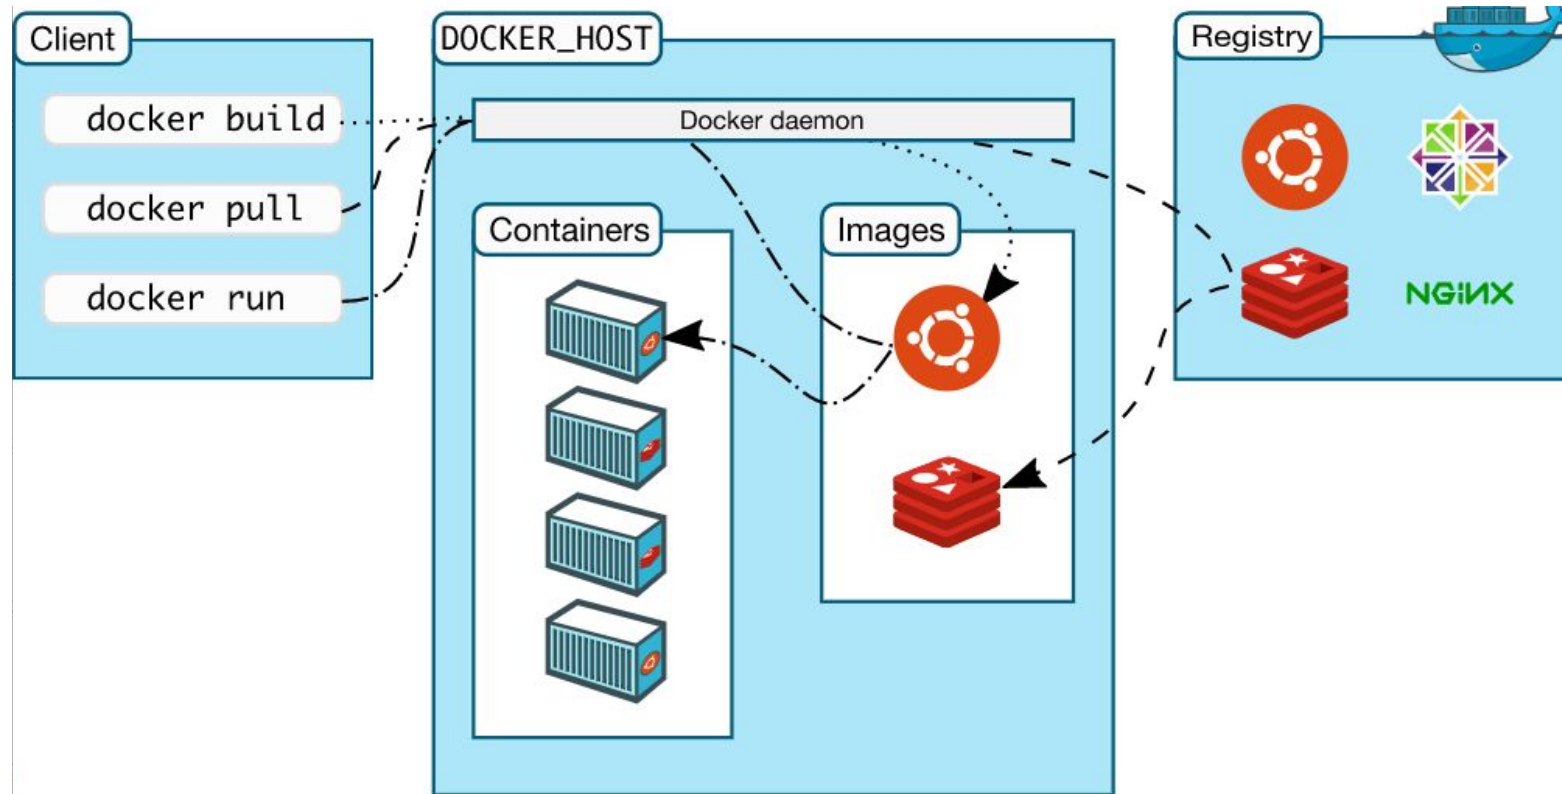 Client
docker build
docker pull
docker run
DOCKER_HOST
Docker daemon
Containers
Images
Registry
NGiNX